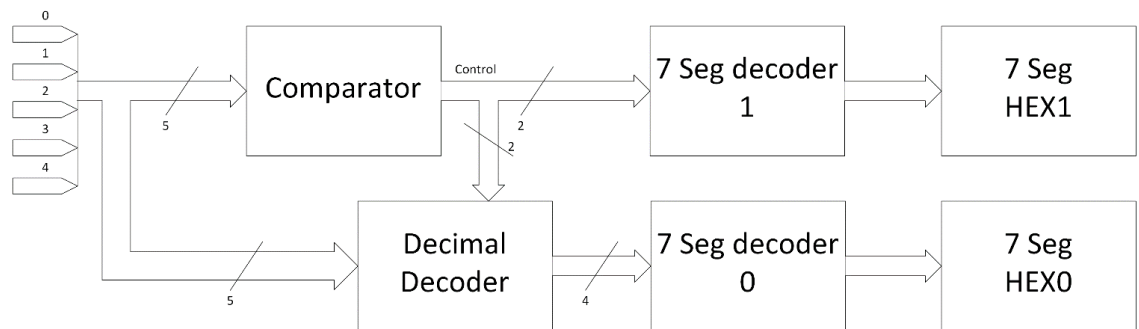 0
1
2
3
4
5
Comparator
Control
2
2
7 Seg decoder
1
7 Seg
HEX1
5
Decimal
Decoder
4
7 Seg decoder
0
7 Seg
HEX0